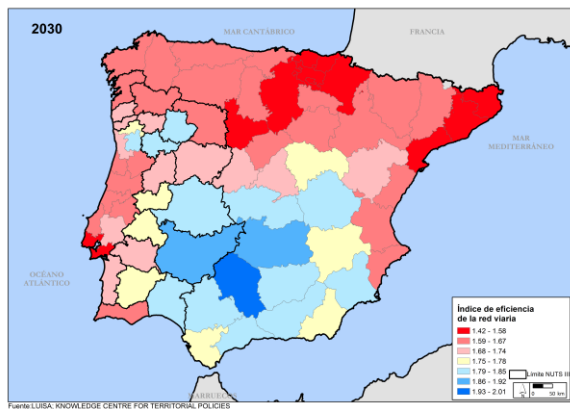 2030
MAR CANTÁBRICO
FRANCIA
MAR
MEDITERRÁNEO
OCÉANO
ATLÁNTICO
MARRUECOS
Índice de eficiencia
de la red viaria
1.42 - 1.58
1.59 - 1.67
1.68 - 1.74
1.75 - 1.78
1.79 - 1.85
1.86 - 1.92
1.93 - 2.01
Límite NUTS III
0
50 km
Fuente:LUISA; KNOWLEDGE CENTRE FOR TERRITORIAL POLICIES